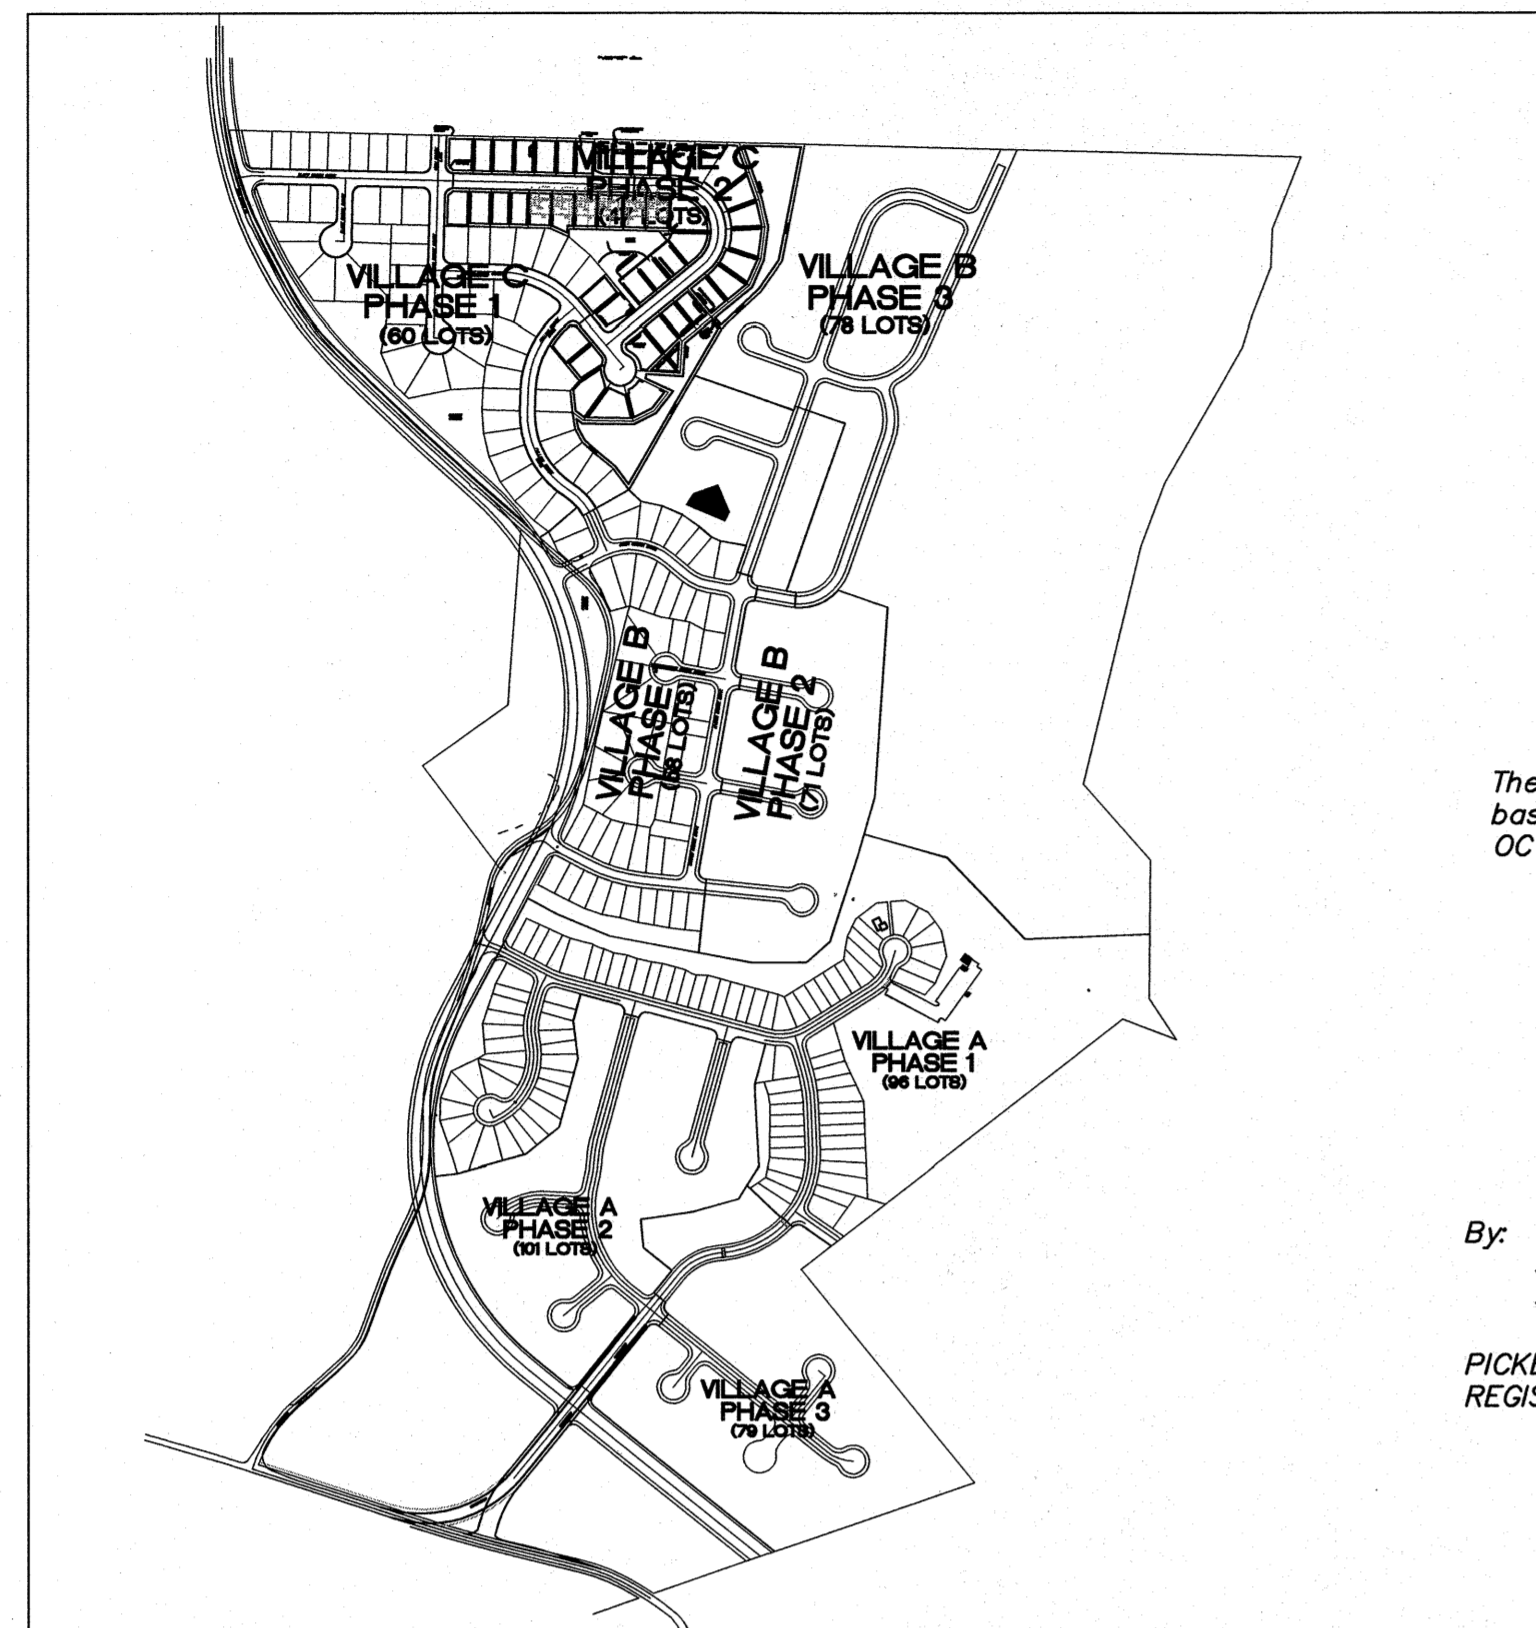 VILLAGE C
PHASE 2
(47 LOTS)
VILLAGE C
PHASE 1
(60 LOTS)
VILLAGE B
PHASE 3
(78 LOTS)
VILLAGE B
PHASE 1
(58 LOTS)
VILLAGE B
PHASE 2
(71 LOTS)
The
bas
OC
VILLAGE A
PHASE 1
(96 LOTS)
VILLAGE A
PHASE 2
(101 LOTS)
By:
VILLAGE A
PHASE 3
(79 LOTS)
PICKE
REGIS